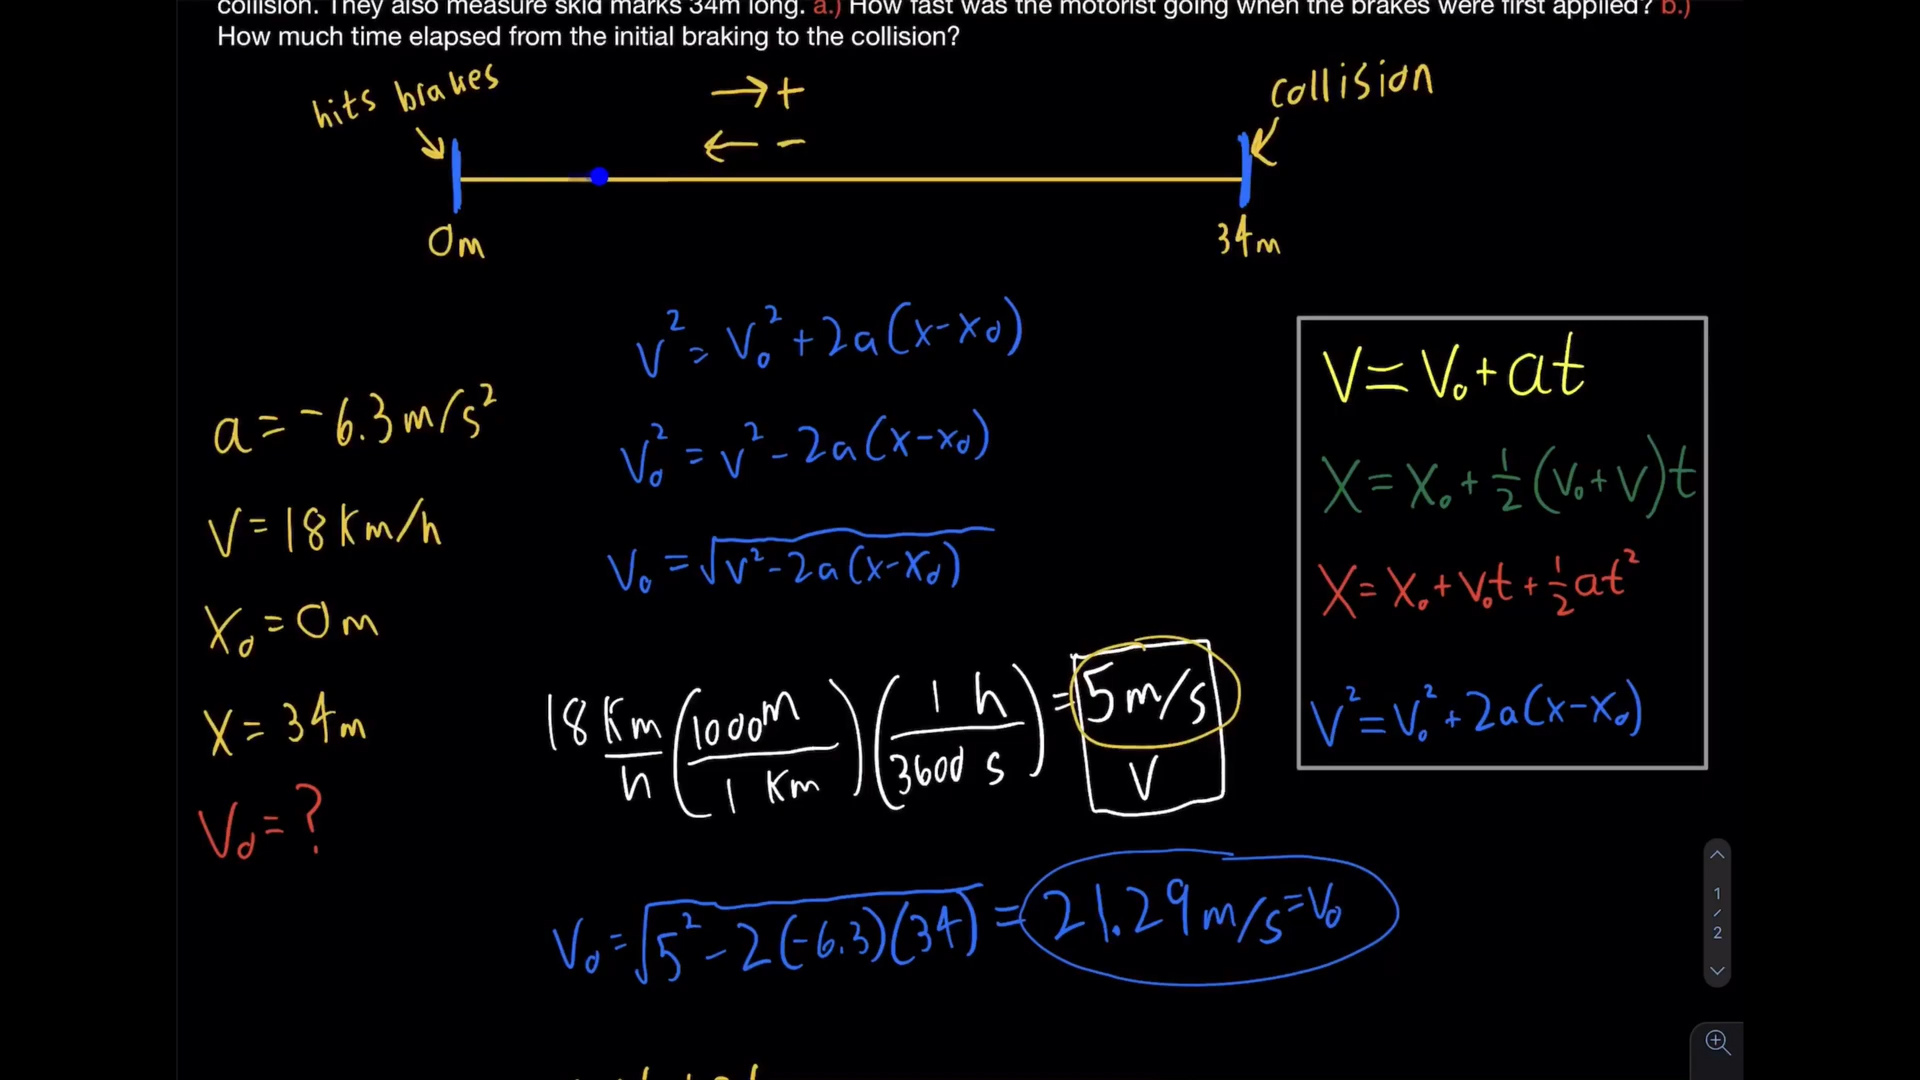 collision. They also measure skid marks 34m long. a.) How fast was the motorist going when the brakes were first applied? b.)
How much time elapsed from the initial braking to the collision?
hits brakes
→ +
← -
collision
0m
34m
a = -6.3 m/s²
V = 18 Km/h
X₀ = 0m
X = 34m
V₀ = ?
V² = V₀² + 2a(x-x₀)
V₀² = V² - 2a(x-x₀)
V₀ = √(V² - 2a(x-x₀))
18 Km/h (1000m / 1 Km) (1 h / 3600 s) = 5 m/s
V
V₀ = √(5² - 2(-6.3)(34)) = 21.29 m/s = V₀
V = V₀ + at
X = X₀ + ½(V₀ + V)t
X = X₀ + V₀t + ½at²
V² = V₀² + 2a(x-x₀)
1
/
2